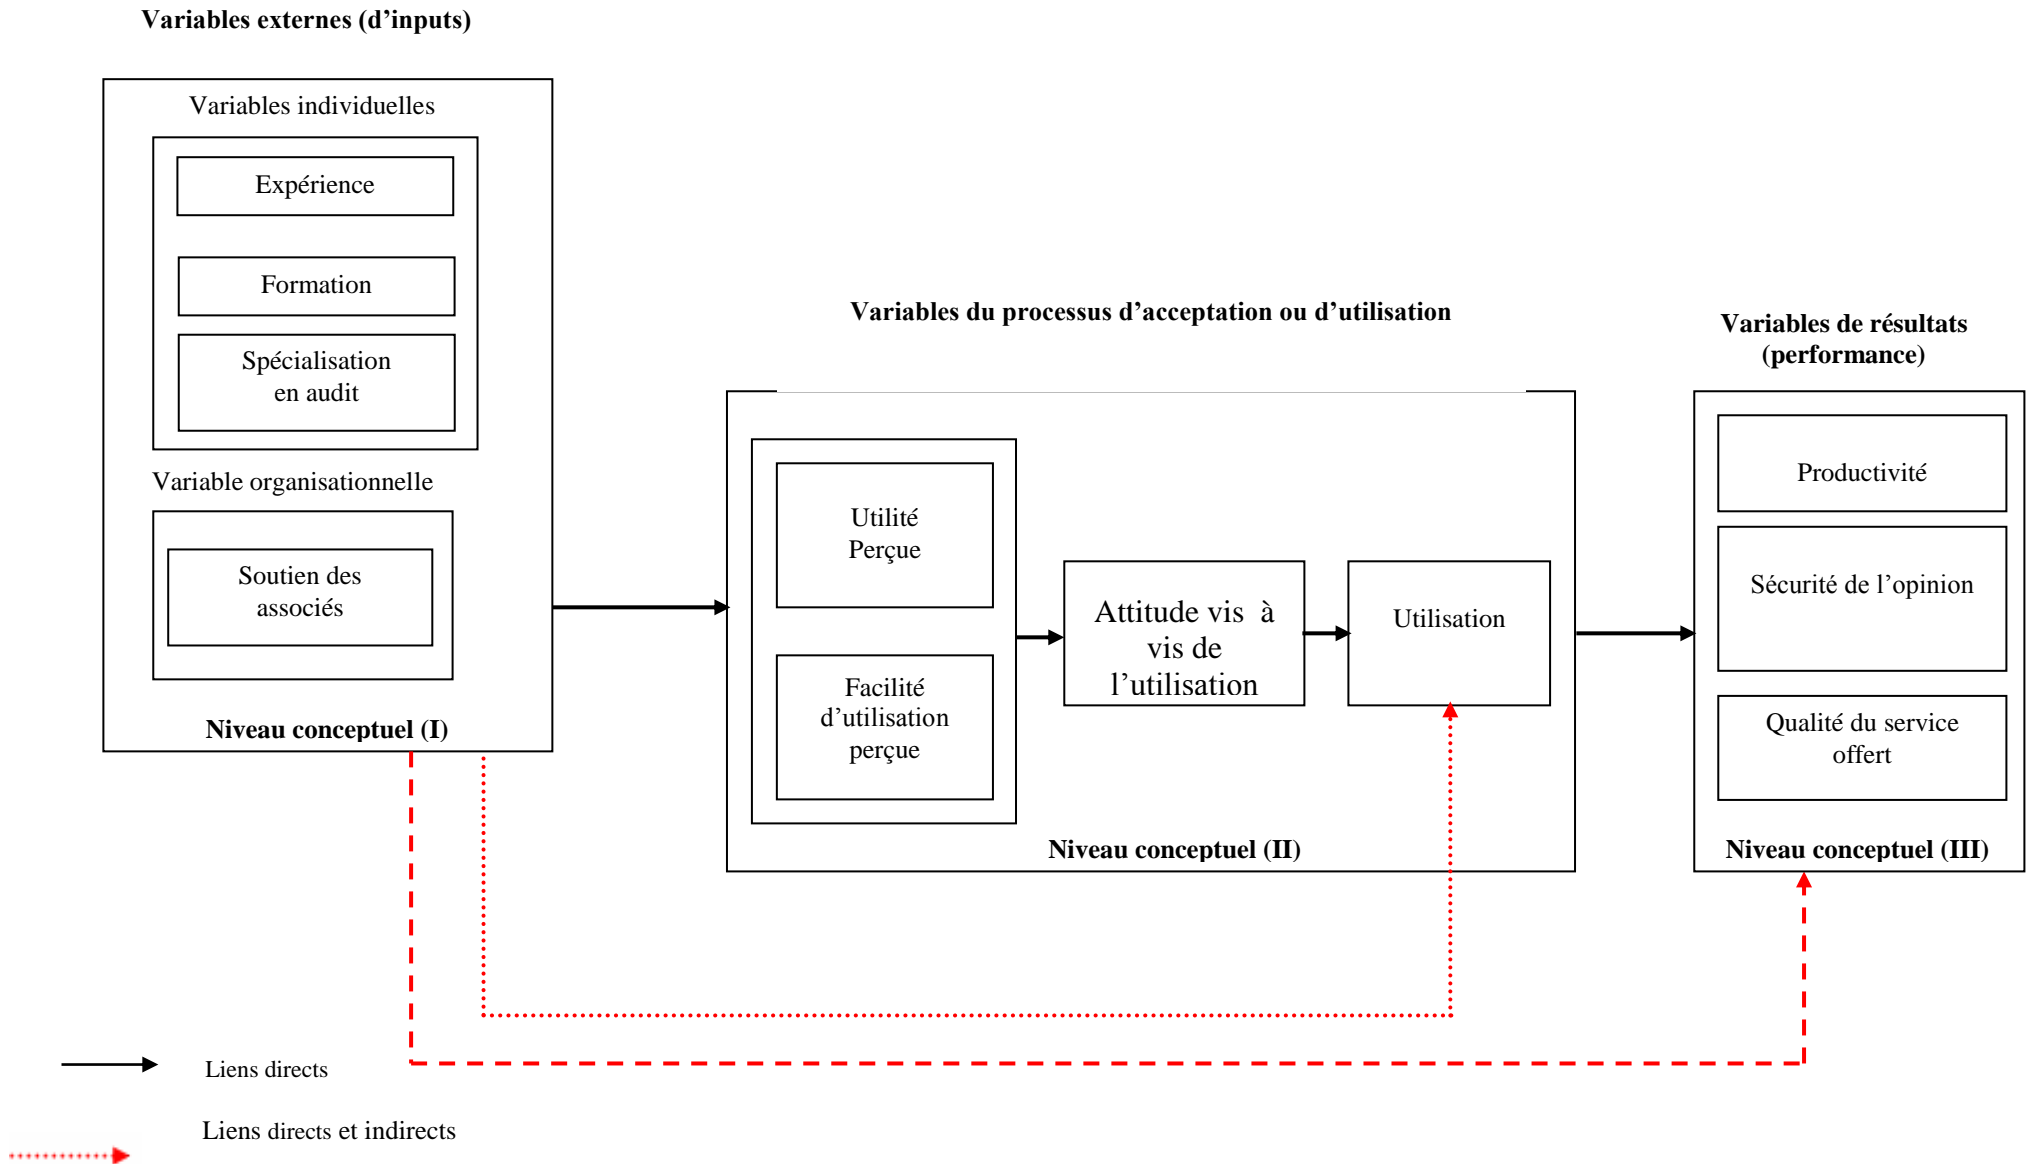 Variables externes (d’inputs)
Variables individuelles
Expérience
Formation
Spécialisation
en audit
Variable organisationnelle
Soutien des
associés
Niveau conceptuel (I)
Variables du processus d’acceptation ou d’utilisation
Utilité
Perçue
Facilité
d’utilisation
perçue
Attitude vis  à
vis de
l’utilisation
Utilisation
Niveau conceptuel (II)
Variables de résultats
(performance)
Productivité
Sécurité de l’opinion
Qualité du service
offert
Niveau conceptuel (III)
Liens directs
Liens directs et indirects